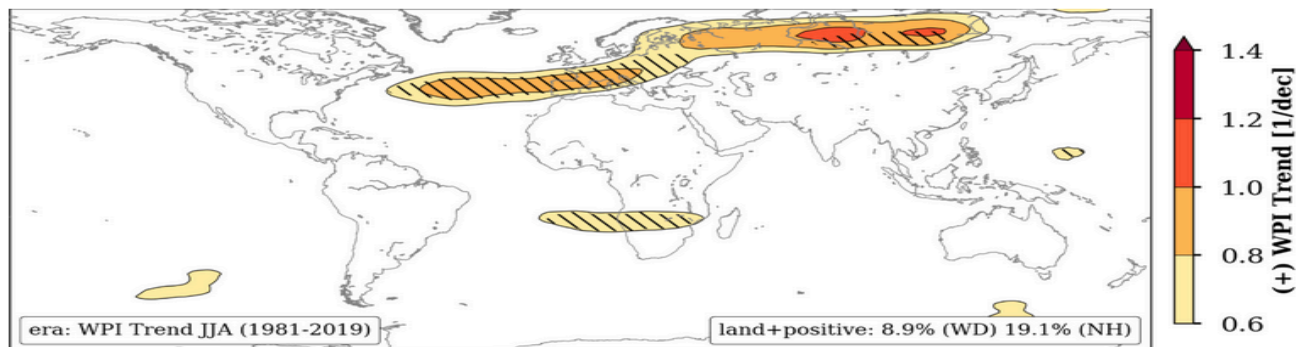 1.4
1.2
1.0
0.8
0.6
(+) WPI Trend [1/dec]
era: WPI Trend JJA (1981-2019)
land+positive: 8.9% (WD) 19.1% (NH)